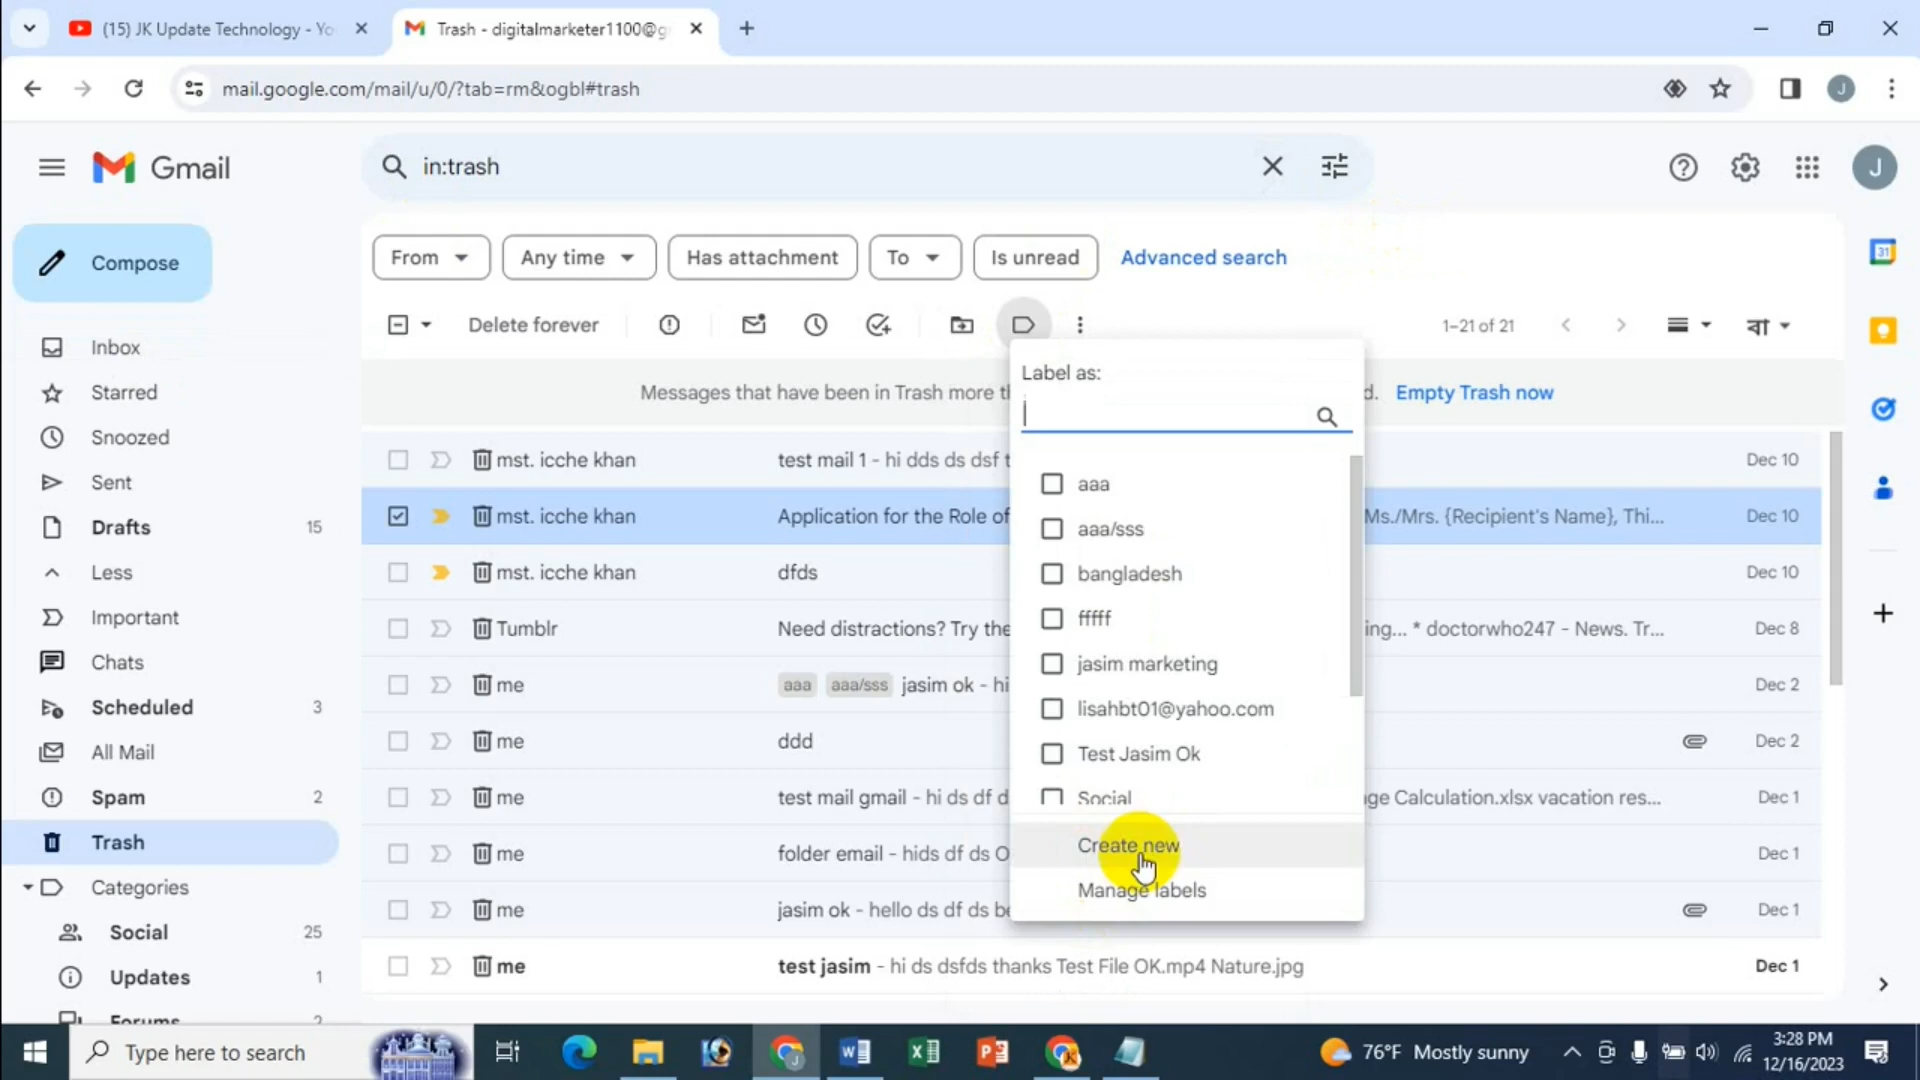 (15) JK Update Technology - Yo
Trash - digitalmarketer1100@g
mail.google.com/mail/u/0/?tab=rm&ogbl#trash
J
Gmail
in:trash
J
Compose
From
Any time
Has attachment
To
Is unread
Advanced search
31
Delete forever
1–21 of 21
বা
Inbox
Starred
Snoozed
Sent
Drafts 15
Less
Important
Chats
Scheduled 3
All Mail
Spam 2
Trash
Categories
Social 25
Updates 1
Forums 2
Messages that have been in Trash more t
d. Empty Trash now
mst. icche khan test mail 1 - hi dds ds dsf t Dec 10
mst. icche khan Application for the Role of Ms./Mrs. {Recipient's Name}, Thi... Dec 10
mst. icche khan dfds Dec 10
Tumblr Need distractions? Try the ing... * doctorwho247 - News. Tr... Dec 8
me aaa aaa/sss jasim ok - hi Dec 2
me ddd Dec 2
me test mail gmail - hi ds df d ge Calculation.xlsx vacation res... Dec 1
me folder email - hids df ds O Dec 1
me jasim ok - hello ds df ds be Dec 1
me test jasim - hi ds dsfds thanks Test File OK.mp4 Nature.jpg Dec 1
Label as:
aaa
aaa/sss
bangladesh
fffff
jasim marketing
lisahbt01@yahoo.com
Test Jasim Ok
Social
Create new
Manage labels
Type here to search
76°F Mostly sunny
3:28 PM
12/16/2023